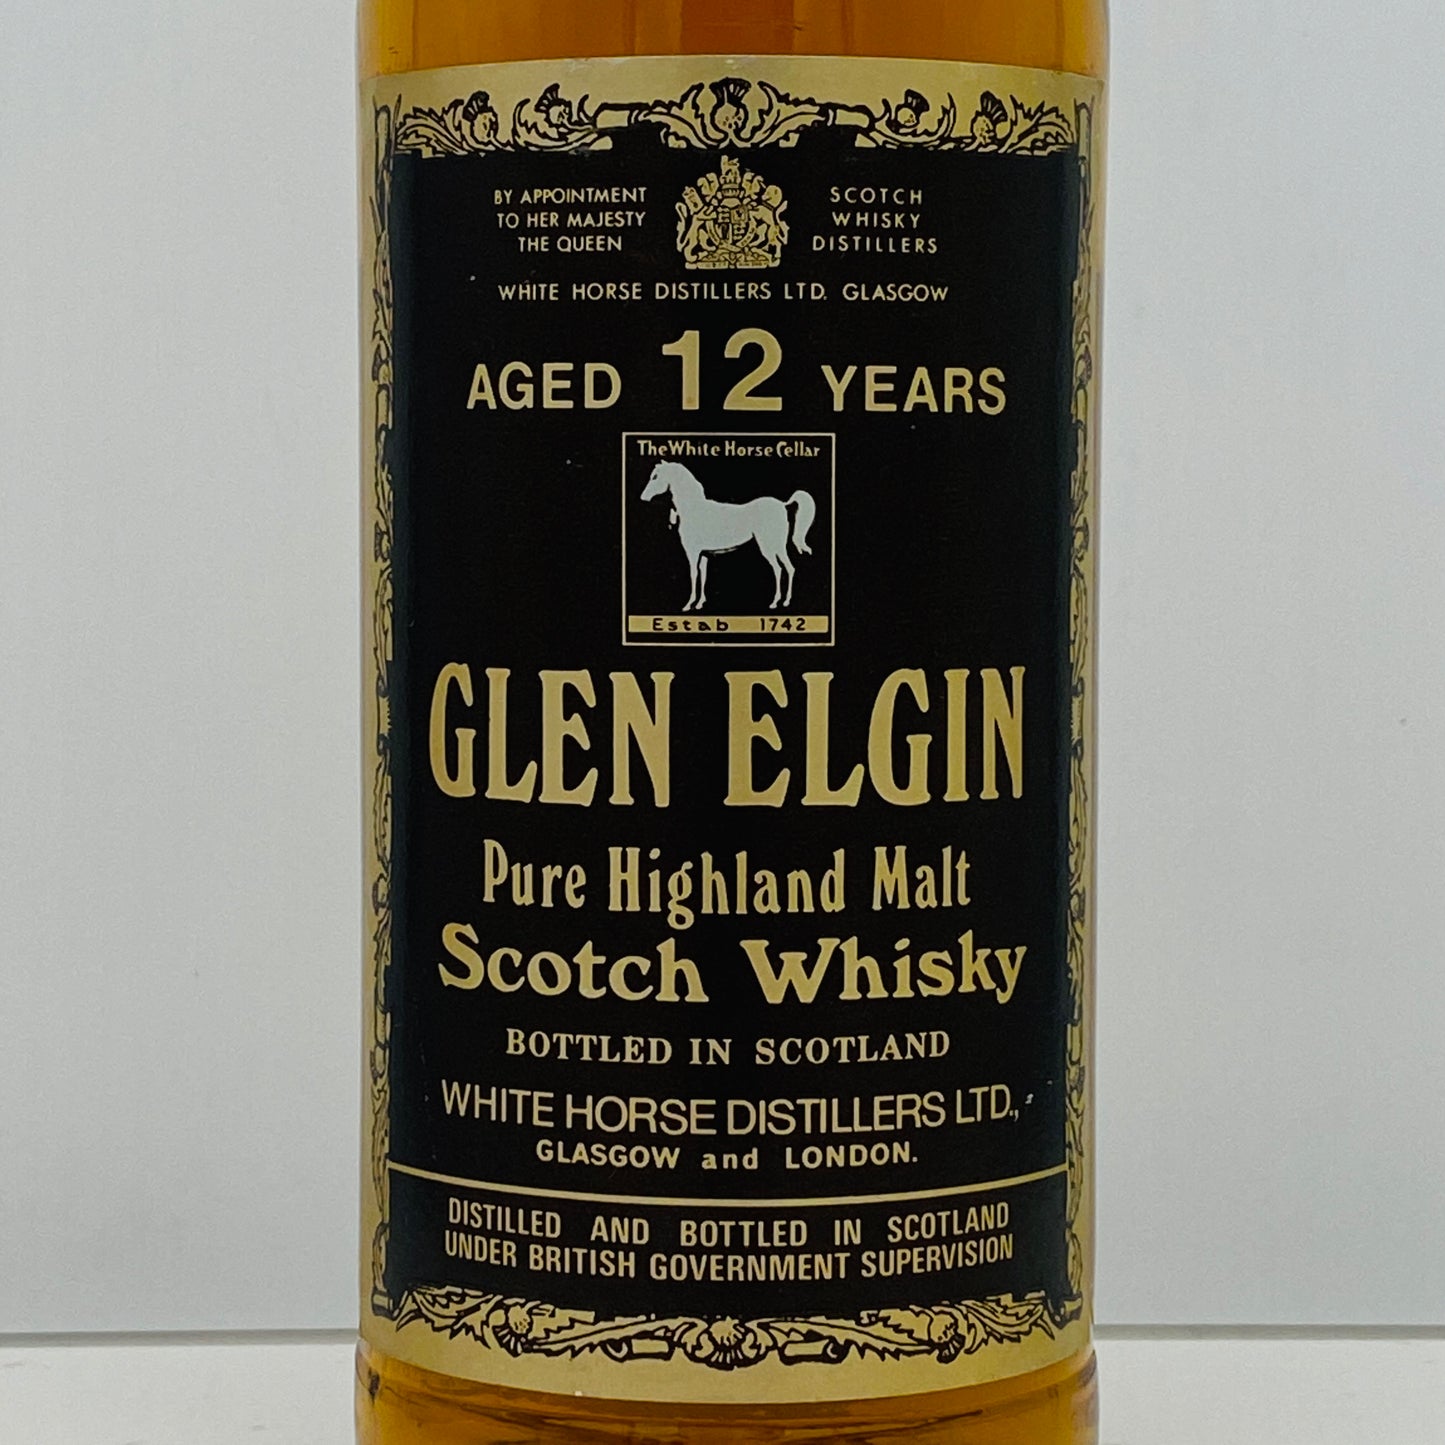 BY APPOINTMENT
TO HER MAJESTY
THE QUEEN
SCOTCH
WHISKY
DISTILLERS
WHITE HORSE DISTILLERS LTD. GLASGOW
AGED 12 YEARS
The White Horse Cellar
Estab 1742
GLEN ELGIN
Pure Highland Malt
Scotch Whisky
BOTTLED IN SCOTLAND
WHITE HORSE DISTILLERS LTD.,
GLASGOW and LONDON.
DISTILLED AND BOTTLED IN SCOTLAND
UNDER BRITISH GOVERNMENT SUPERVISION